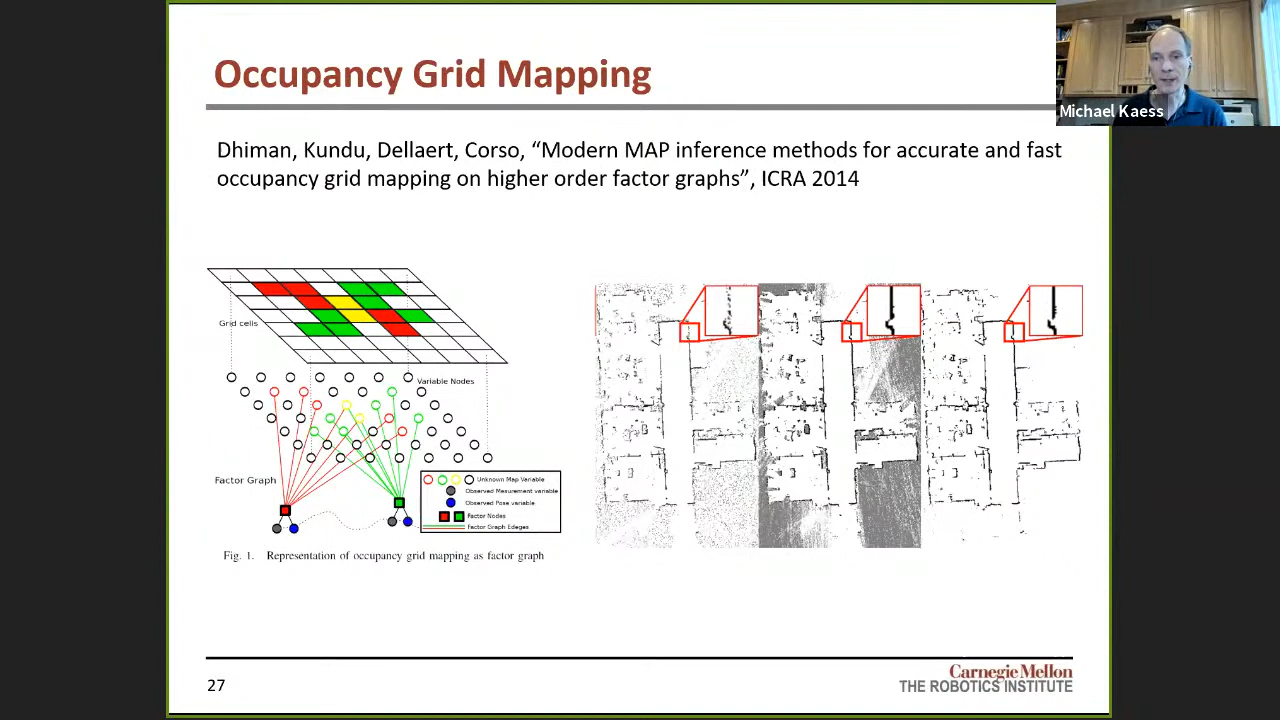 Occupancy Grid Mapping
Michael Kaess
Dhiman, Kundu, Dellaert, Corso, “Modern MAP inference methods for accurate and fast
occupancy grid mapping on higher order factor graphs”, ICRA 2014
Grid cells
Variable Nodes
Factor Graph
Unknown Map Variable
Observed Mesurement variable
Observed Pose variable
Factor Nodes
Factor Graph Edeges
Fig. 1. Representation of occupancy grid mapping as factor graph
27
Carnegie Mellon
THE ROBOTICS INSTITUTE